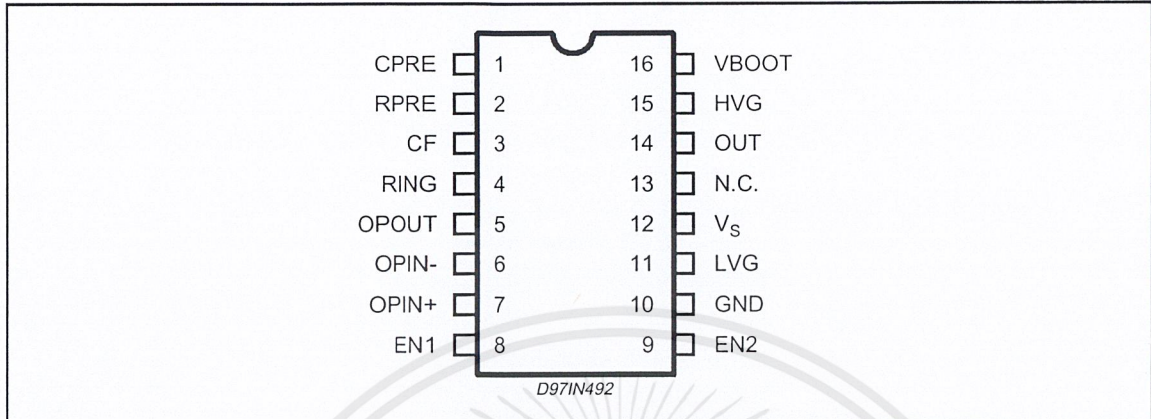 CPRE 1 16 VBOOT
RPRE 2 15 HVG
CF 3 14 OUT
RING 4 13 N.C.
OPOUT 5 12 VS
OPIN- 6 11 LVG
OPIN+ 7 10 GND
EN1 8 9 EN2
D97IN492